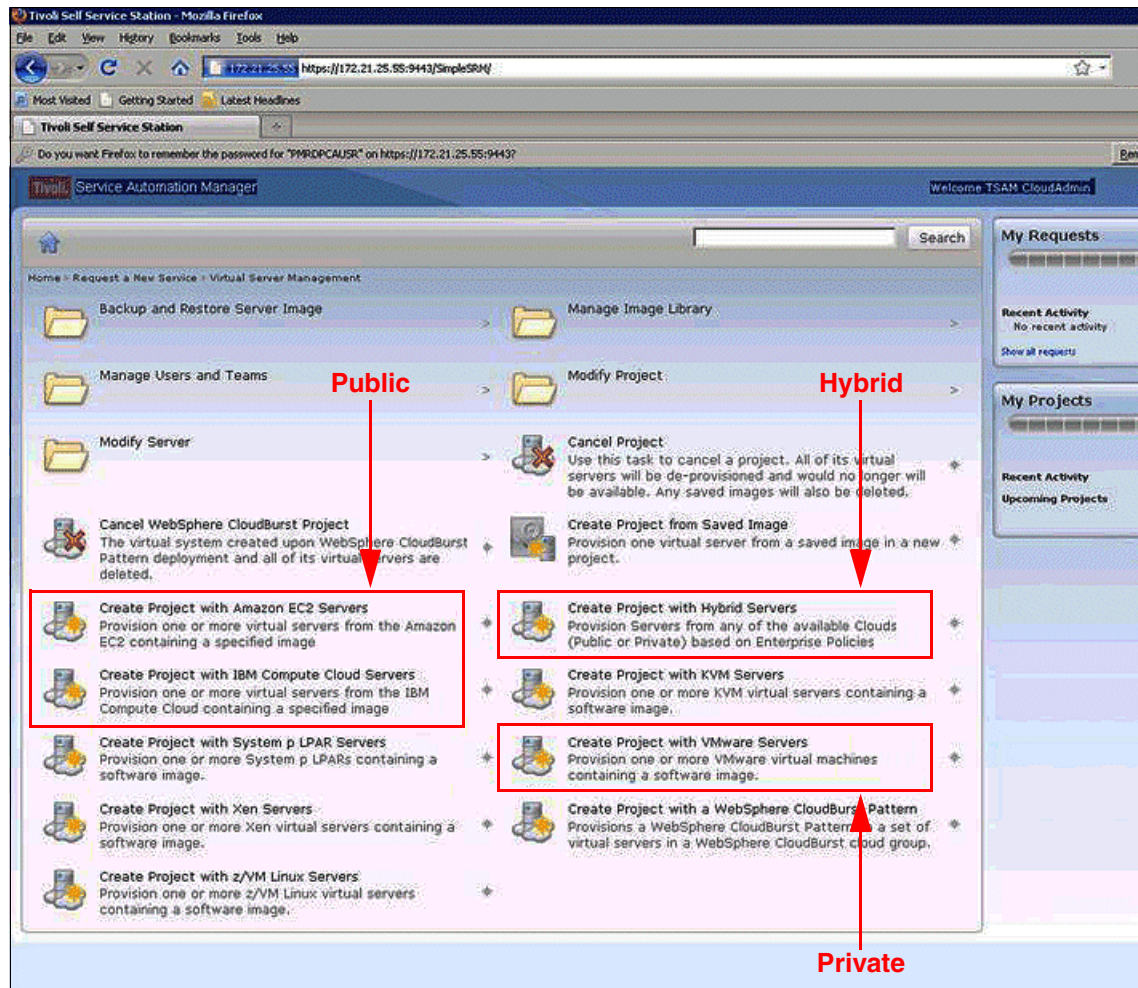 Tivoli Self Service Station - Mozilla Firefox
File Edit View History Bookmarks Tools Help
172.21.25.55 https://172.21.25.55:9443/SimpleSRM/
Most Visited Getting Started Latest Headlines
Tivoli Self Service Station
Do you want Firefox to remember the password for "PMRDPCAUSR" on https://172.21.25.55:9443?
Tivoli. Service Automation Manager
Welcome TSAM CloudAdmin
Search
Home > Request a New Service > Virtual Server Management
Backup and Restore Server Image
Manage Image Library
Manage Users and Teams
Modify Project
Public
Hybrid
Modify Server
Cancel Project
Use this task to cancel a project. All of its virtual
servers will be de-provisioned and would no longer will
be available. Any saved images will also be deleted.
Cancel WebSphere CloudBurst Project
The virtual system created upon WebSphere CloudBurst
Pattern deployment and all of its virtual servers are
deleted.
Create Project from Saved Image
Provision one virtual server from a saved image in a new
project.
Create Project with Amazon EC2 Servers
Provision one or more virtual servers from the Amazon
EC2 containing a specified image
Create Project with Hybrid Servers
Provision Servers from any of the available Clouds
(Public or Private) based on Enterprise Policies
Create Project with IBM Compute Cloud Servers
Provision one or more virtual servers from the IBM
Compute Cloud containing a specified image
Create Project with KVM Servers
Provision one or more KVM virtual servers containing a
software image.
Create Project with System p LPAR Servers
Provision one or more System p LPARs containing a
software image.
Create Project with VMware Servers
Provision one or more VMware virtual machines
containing a software image.
Create Project with Xen Servers
Provision one or more Xen virtual servers containing a
software image.
Create Project with a WebSphere CloudBurst Pattern
Provisions a WebSphere CloudBurst Pattern a set of
virtual servers in a WebSphere CloudBurst cloud group.
Create Project with z/VM Linux Servers
Provision one or more z/VM Linux virtual servers
containing a software image.
Private
My Requests
Recent Activity
No recent activity
Show all requests
My Projects
Recent Activity
Upcoming Projects